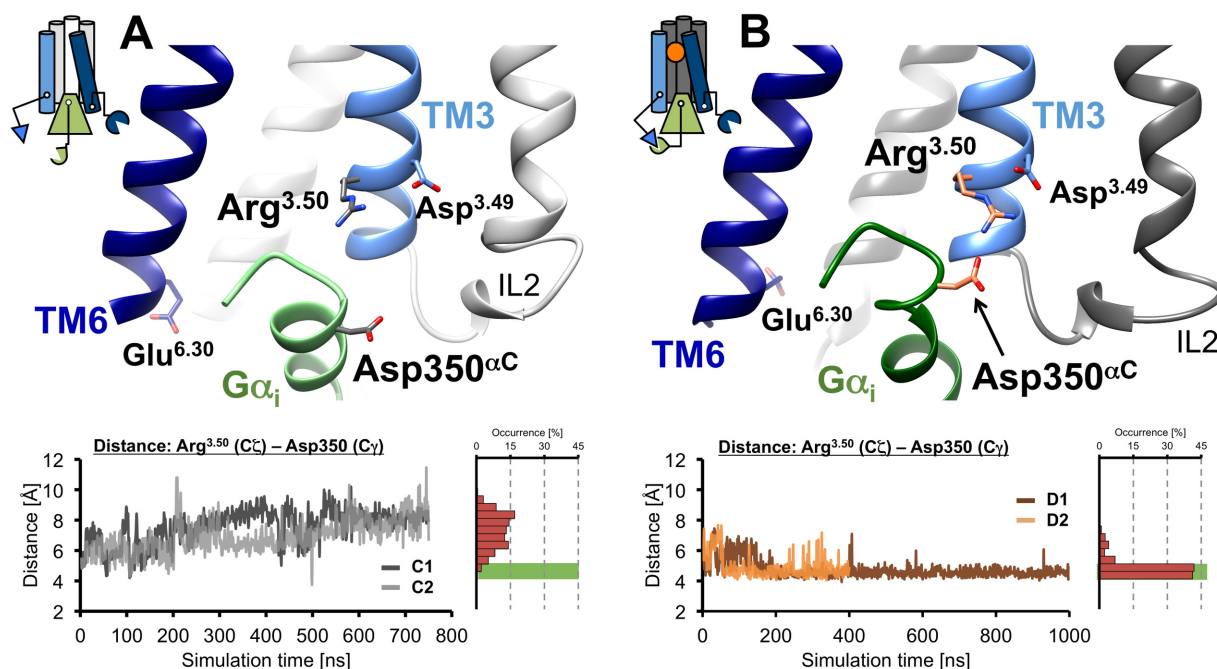 A
TM3
Arg3.50
Asp3.49
IL2
TM6
Glu6.30
Asp350αC
Gαi
Distance: Arg3.50 (Cζ) – Asp350 (Cγ)
Distance [Å]
12
10
8
6
4
2
C1
C2
0 100 200 300 400 500 600 700 800
Simulation time [ns]
Occurrence [%]
0 15 30 45
B
TM3
Arg3.50
Asp3.49
Glu6.30
TM6
IL2
Asp350αC
Gαi
Distance: Arg3.50 (Cζ) – Asp350 (Cγ)
Distance [Å]
12
10
8
6
4
2
D1
D2
0 200 400 600 800 1000
Simulation time [ns]
Occurrence [%]
0 15 30 45